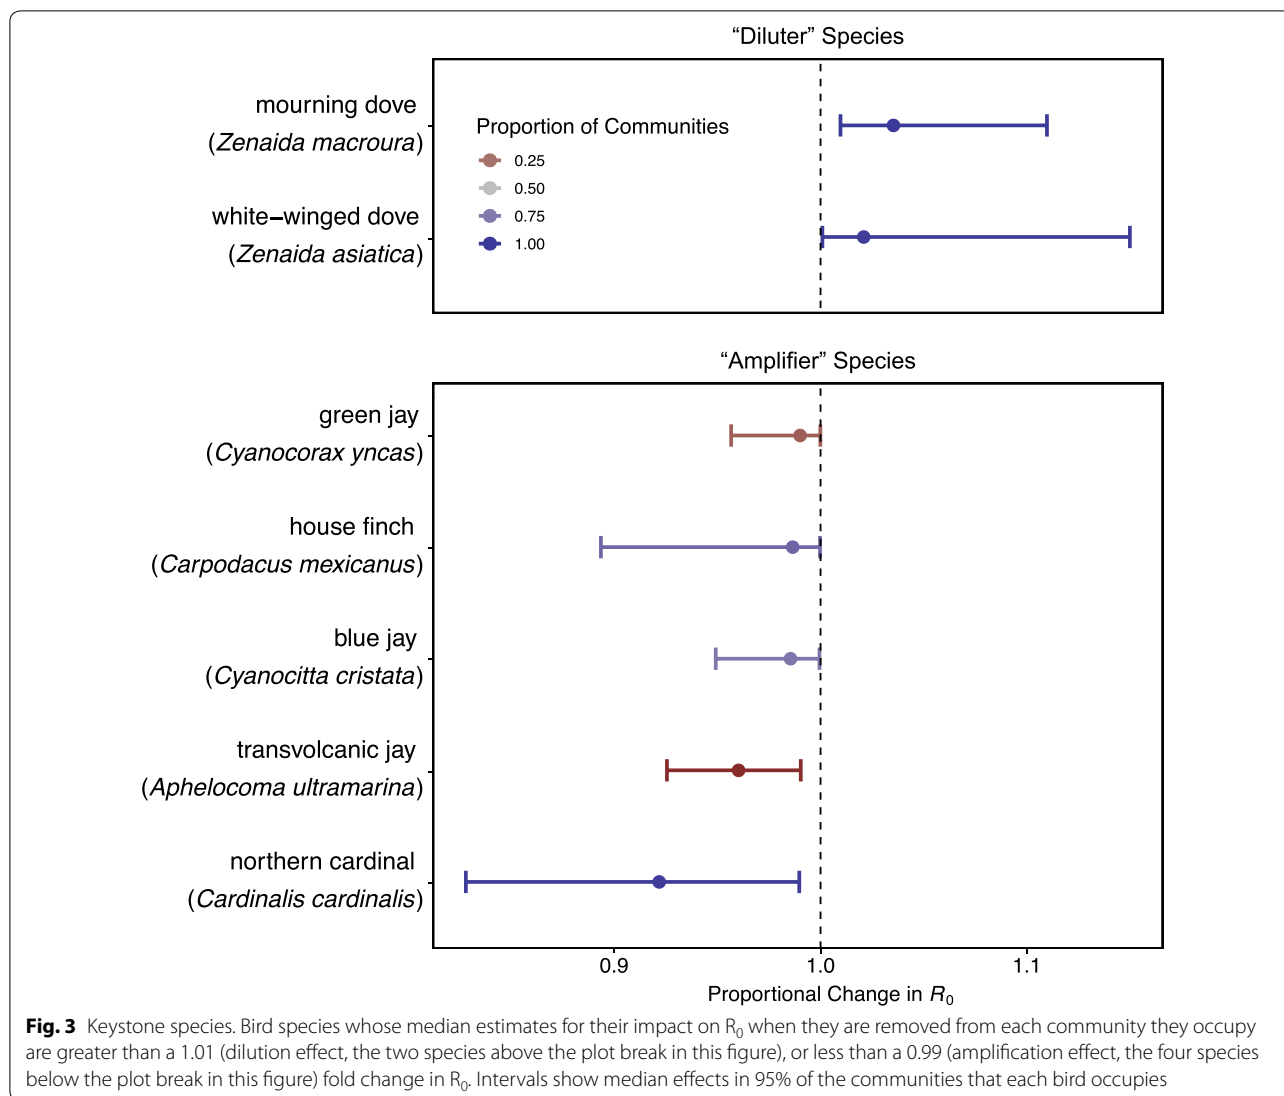 “Diluter” Species
mourning dove
(Zenaida macroura)
white−winged dove
(Zenaida asiatica)
Proportion of Communities
0.25
0.50
0.75
1.00
“Amplifier” Species
green jay
(Cyanocorax yncas)
house finch
(Carpodacus mexicanus)
blue jay
(Cyanocitta cristata)
transvolcanic jay
(Aphelocoma ultramarina)
northern cardinal
(Cardinalis cardinalis)
0.9 1.0 1.1
Proportional Change in R0
Fig. 3 Keystone species. Bird species whose median estimates for their impact on R0 when they are removed from each community they occupy
are greater than a 1.01 (dilution effect, the two species above the plot break in this figure), or less than a 0.99 (amplification effect, the four species
below the plot break in this figure) fold change in R0. Intervals show median effects in 95% of the communities that each bird occupies